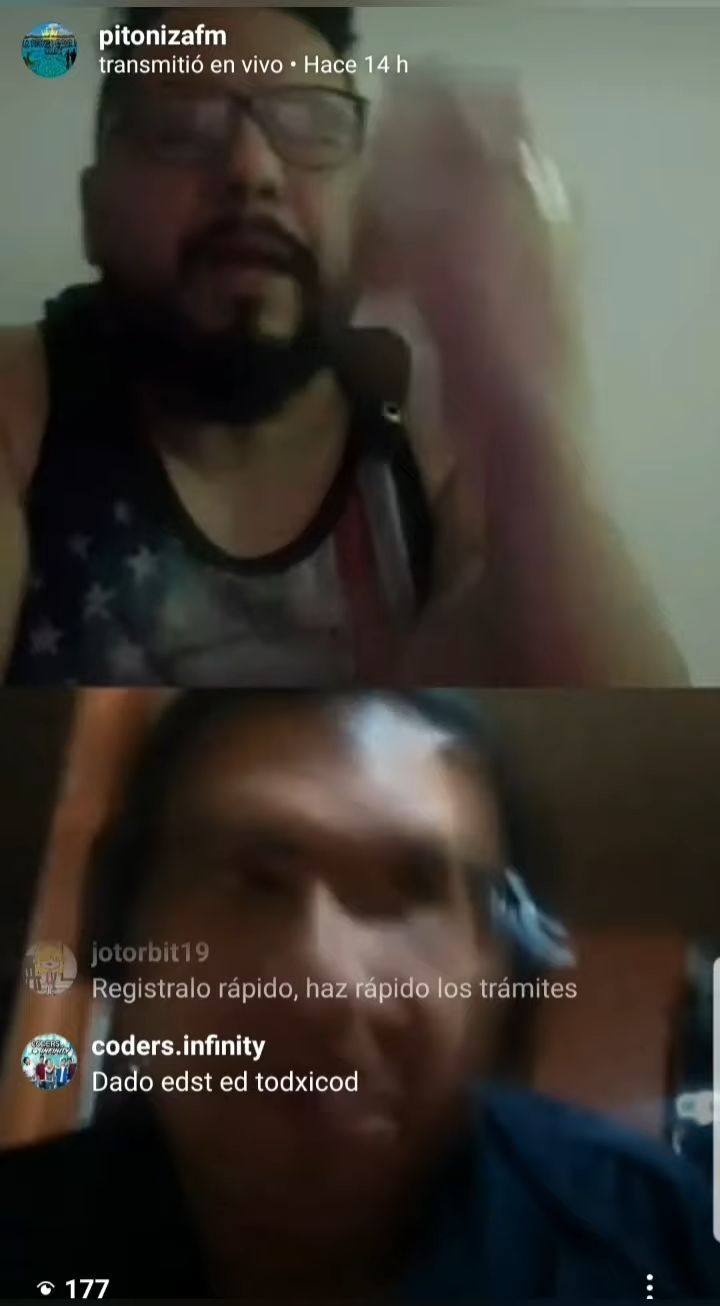 pitonizafm
transmitió en vivo • Hace 14 h
jotorbit19
Registralo rápido, haz rápido los trámites
coders.infinity
Dado edst ed todxicod
177